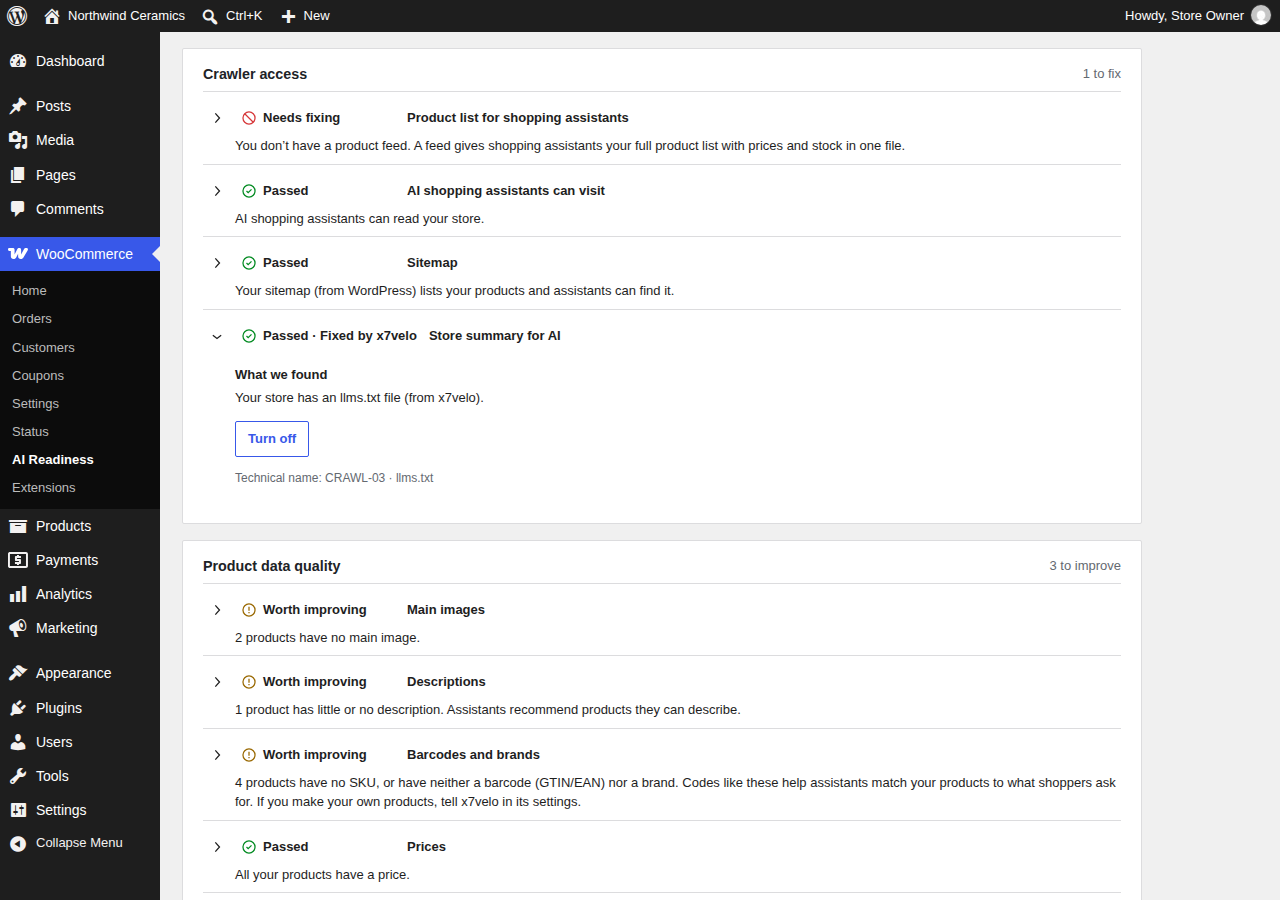 Northwind Ceramics
Ctrl+K
New
Howdy, Store Owner
Dashboard
Posts
Media
Pages
Comments
WooCommerce
Home
Orders
Customers
Coupons
Settings
Status
AI Readiness
Extensions
Products
Payments
Analytics
Marketing
Appearance
Plugins
Users
Tools
Settings
Collapse Menu
Crawler access
1 to fix
Needs fixing
Product list for shopping assistants
You don’t have a product feed. A feed gives shopping assistants your full product list with prices and stock in one file.
Passed
AI shopping assistants can visit
AI shopping assistants can read your store.
Passed
Sitemap
Your sitemap (from WordPress) lists your products and assistants can find it.
Passed · Fixed by x7velo
Store summary for AI
What we found
Your store has an llms.txt file (from x7velo).
Turn off
Technical name: CRAWL-03 · llms.txt
Product data quality
3 to improve
Worth improving
Main images
2 products have no main image.
Worth improving
Descriptions
1 product has little or no description. Assistants recommend products they can describe.
Worth improving
Barcodes and brands
4 products have no SKU, or have neither a barcode (GTIN/EAN) nor a brand. Codes like these help assistants match your products to what shoppers ask
for. If you make your own products, tell x7velo in its settings.
Passed
Prices
All your products have a price.